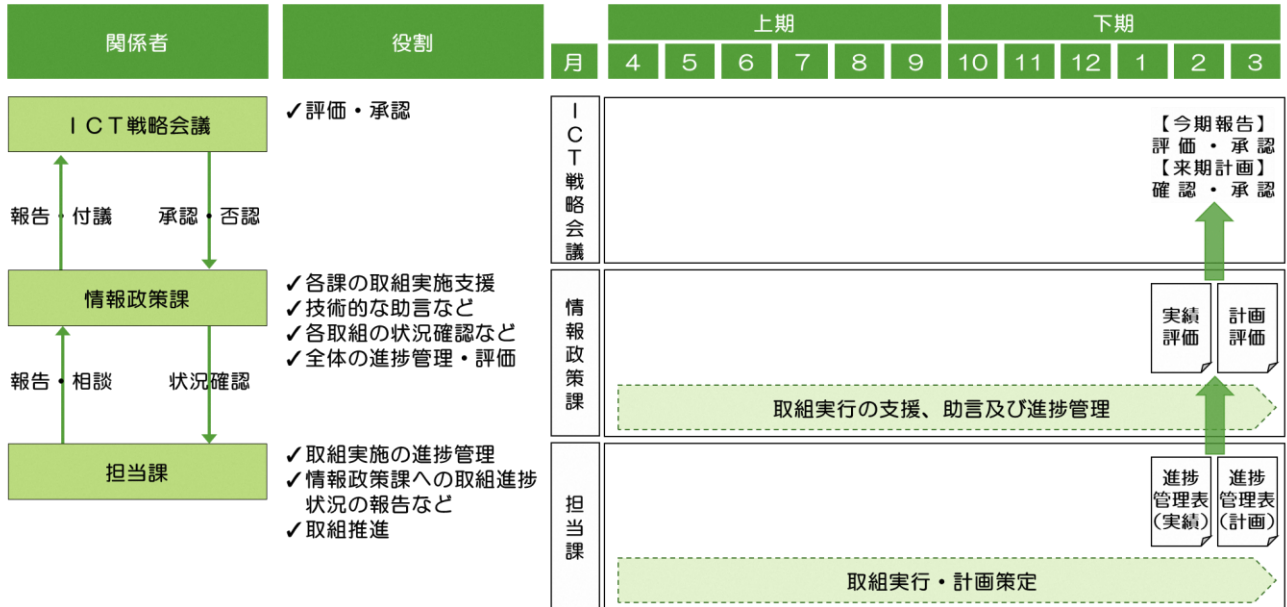 関係者
役割
上期
下期
月
4
5
6
7
8
9
10
11
12
1
2
3
ICT戦略会議
報告・付議
承認・否認
情報政策課
報告・相談
状況確認
担当課
✓評価・承認
✓各課の取組実施支援
✓技術的な助言など
✓各取組の状況確認など
✓全体の進捗管理・評価
✓取組実施の進捗管理
✓情報政策課への取組進捗
状況の報告など
✓取組推進
ICT戦略会議
【今期報告】
評価・承認
【来期計画】
確認・承認
情報政策課
実績
評価
計画
評価
取組実行の支援、助言及び進捗管理
担当課
進捗
管理表
(実績)
進捗
管理表
(計画)
取組実行・計画策定